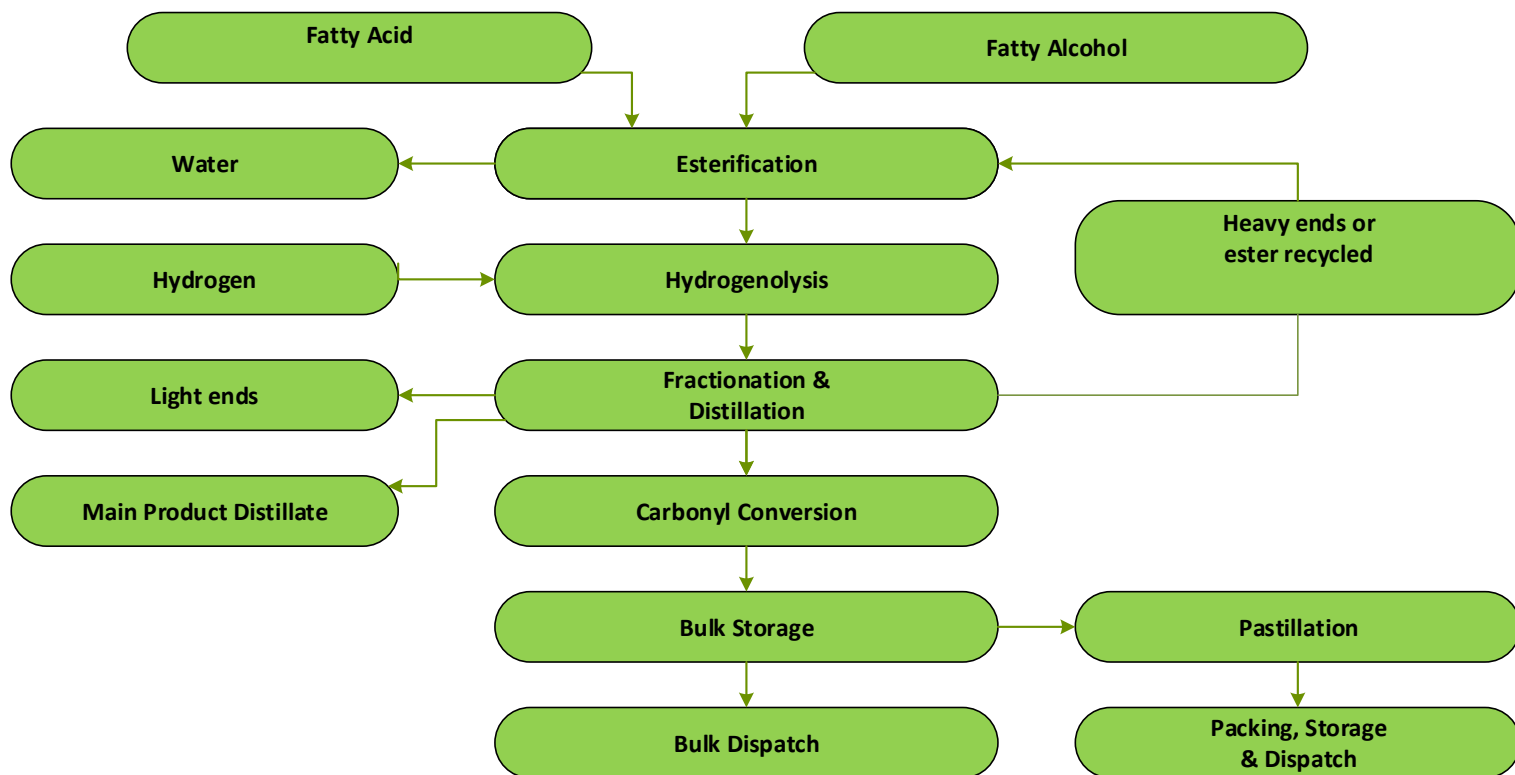 Fatty Acid
Fatty Alcohol
Water
Esterification
Heavy ends or
ester recycled
Hydrogen
Hydrogenolysis
Light ends
Fractionation &
Distillation
Main Product Distillate
Carbonyl Conversion
Bulk Storage
Pastillation
Bulk Dispatch
Packing, Storage
& Dispatch